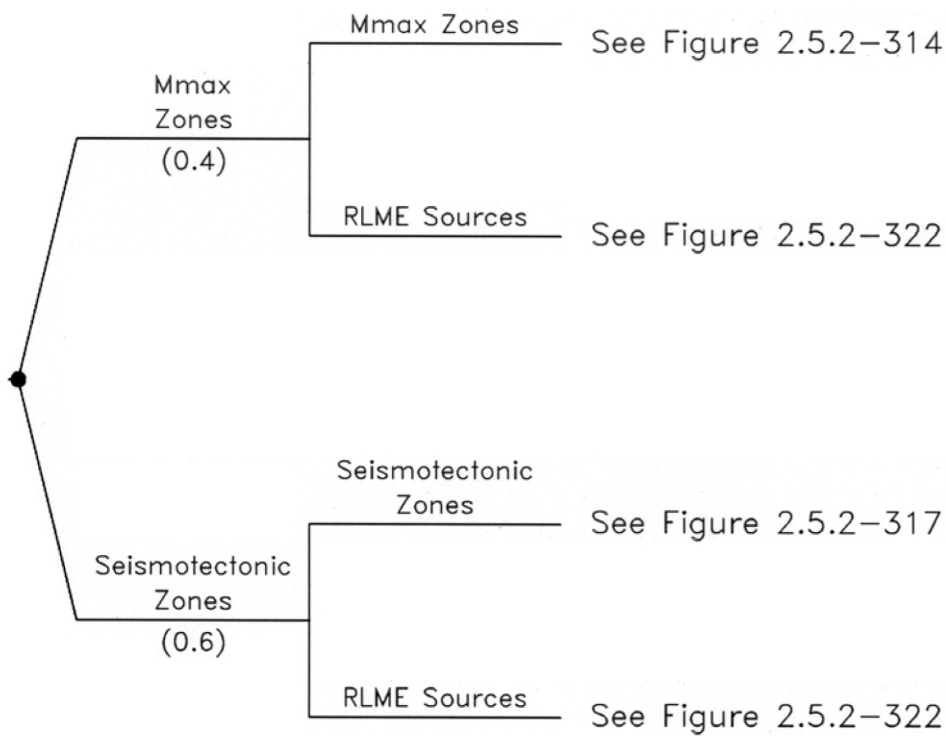 Mmax Zones
See Figure 2.5.2-314
Mmax
Zones
(0.4)
RLME Sources
See Figure 2.5.2-322
Seismotectonic
Zones
See Figure 2.5.2-317
Seismotectonic
Zones
(0.6)
RLME Sources
See Figure 2.5.2-322